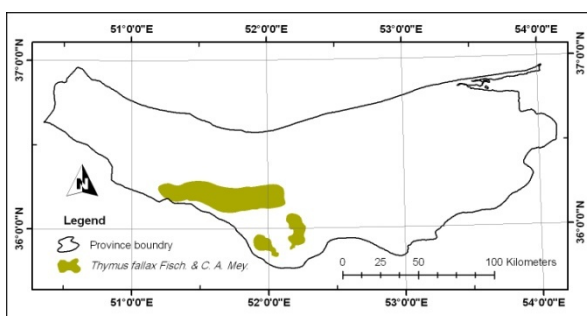 51°0'0"E 52°0'0"E 53°0'0"E 54°0'0"E
37°0'0"N 37°0'0"N
36°0'0"N 36°0'0"N
N
Legend
Province boundry
Thymus fallax Fisch. & C. A. Mey.
0 25 50 100 Kilometers
51°0'0"E 52°0'0"E 53°0'0"E 54°0'0"E